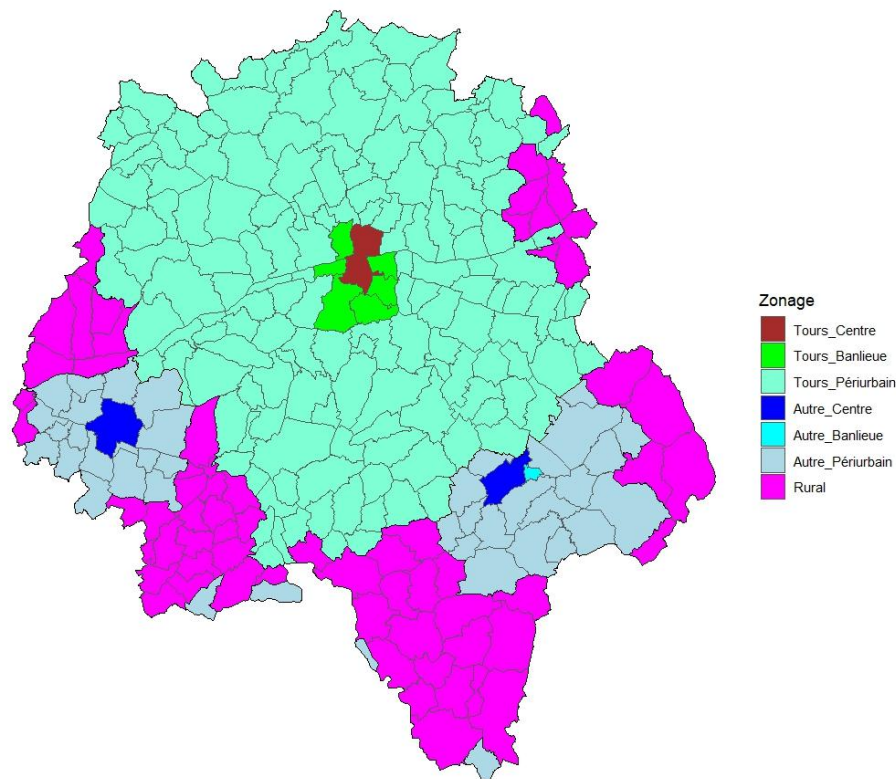 Zonage
Tours_Centre
Tours_Banlieue
Tours_Périurbain
Autre_Centre
Autre_Banlieue
Autre_Périurbain
Rural